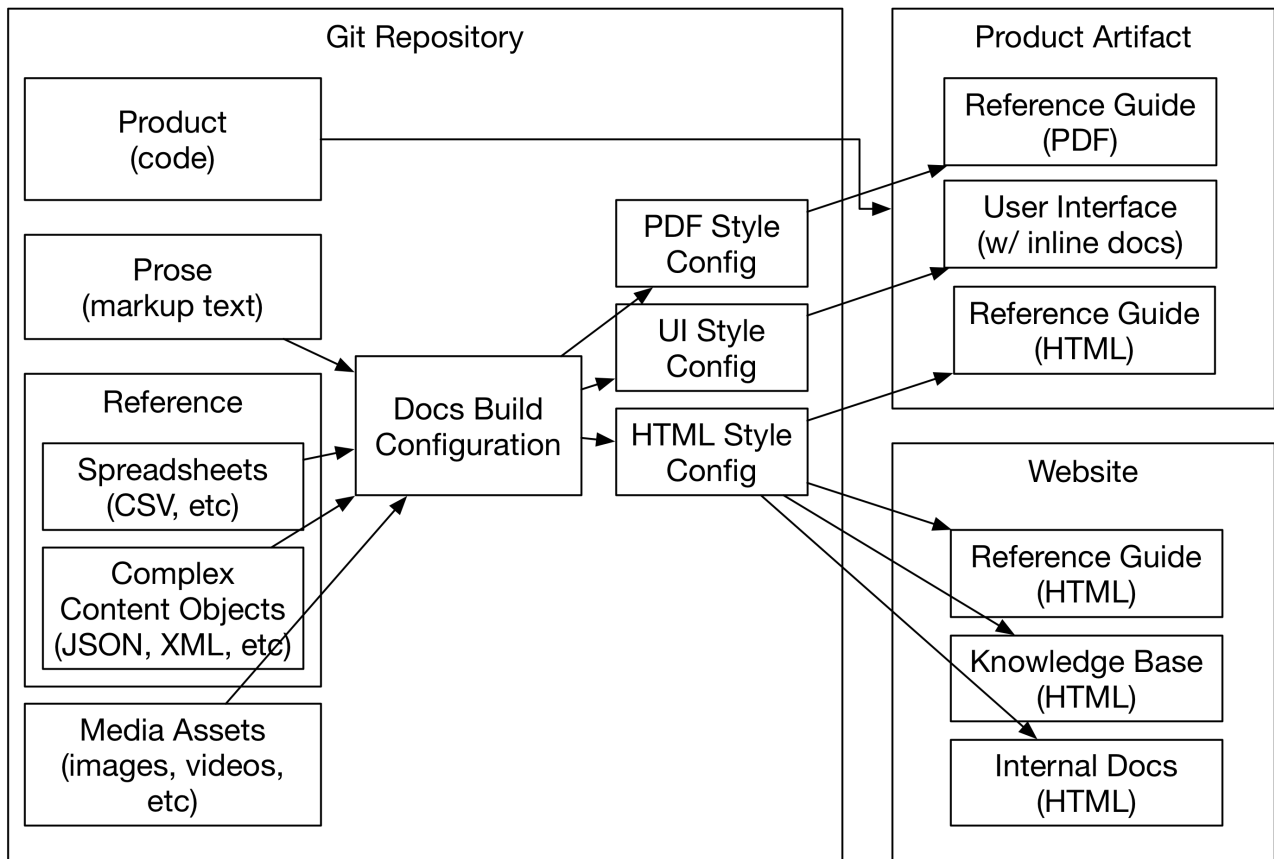 Git Repository
Product
(code)
Prose
(markup text)
Reference
Spreadsheets
(CSV, etc)
Complex
Content Objects
(JSON, XML, etc)
Media Assets
(images, videos,
etc)
Docs Build
Configuration
PDF Style
Config
UI Style
Config
HTML Style
Config
Product Artifact
Reference Guide
(PDF)
User Interface
(w/ inline docs)
Reference Guide
(HTML)
Website
Reference Guide
(HTML)
Knowledge Base
(HTML)
Internal Docs
(HTML)